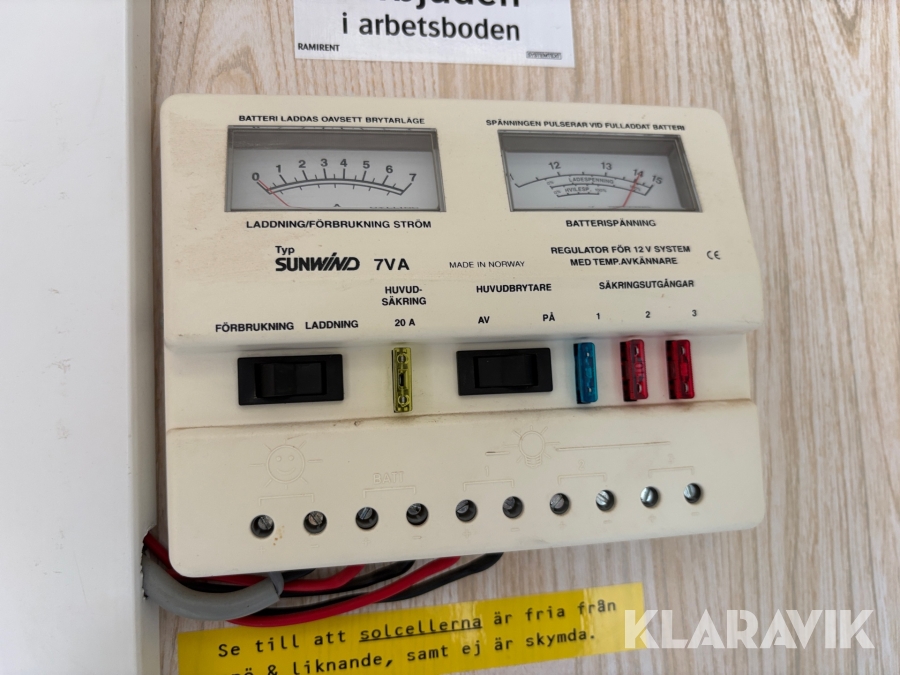 i arbetsboden
RAMIRENT
BATTERI LADDAS OAVSETT BRYTARLÄGE
SPÄNNINGEN PULSERAR VID FULLADDAT BATTERI
0 1 2 3 4 5 6 7
A
12 13 14 15
LADESPENNING
HVILESP.
LADDNING/FÖRBRUKNING STRÖM
BATTERISPÄNNING
Typ
SUNWIND 7VA
MADE IN NORWAY
REGULATOR FÖR 12 V SYSTEM
MED TEMP.AVKÄNNARE
CE
HUVUD-
SÄKRING
20 A
HUVUDBRYTARE
AV PÅ
SÄKRINGSUTGÅNGAR
1 2 3
FÖRBRUKNING LADDNING
BATT
+ - + - + - + - + -
Se till att solcellerna är fria från
& liknande, samt ej är skymda.
KLARAVIK